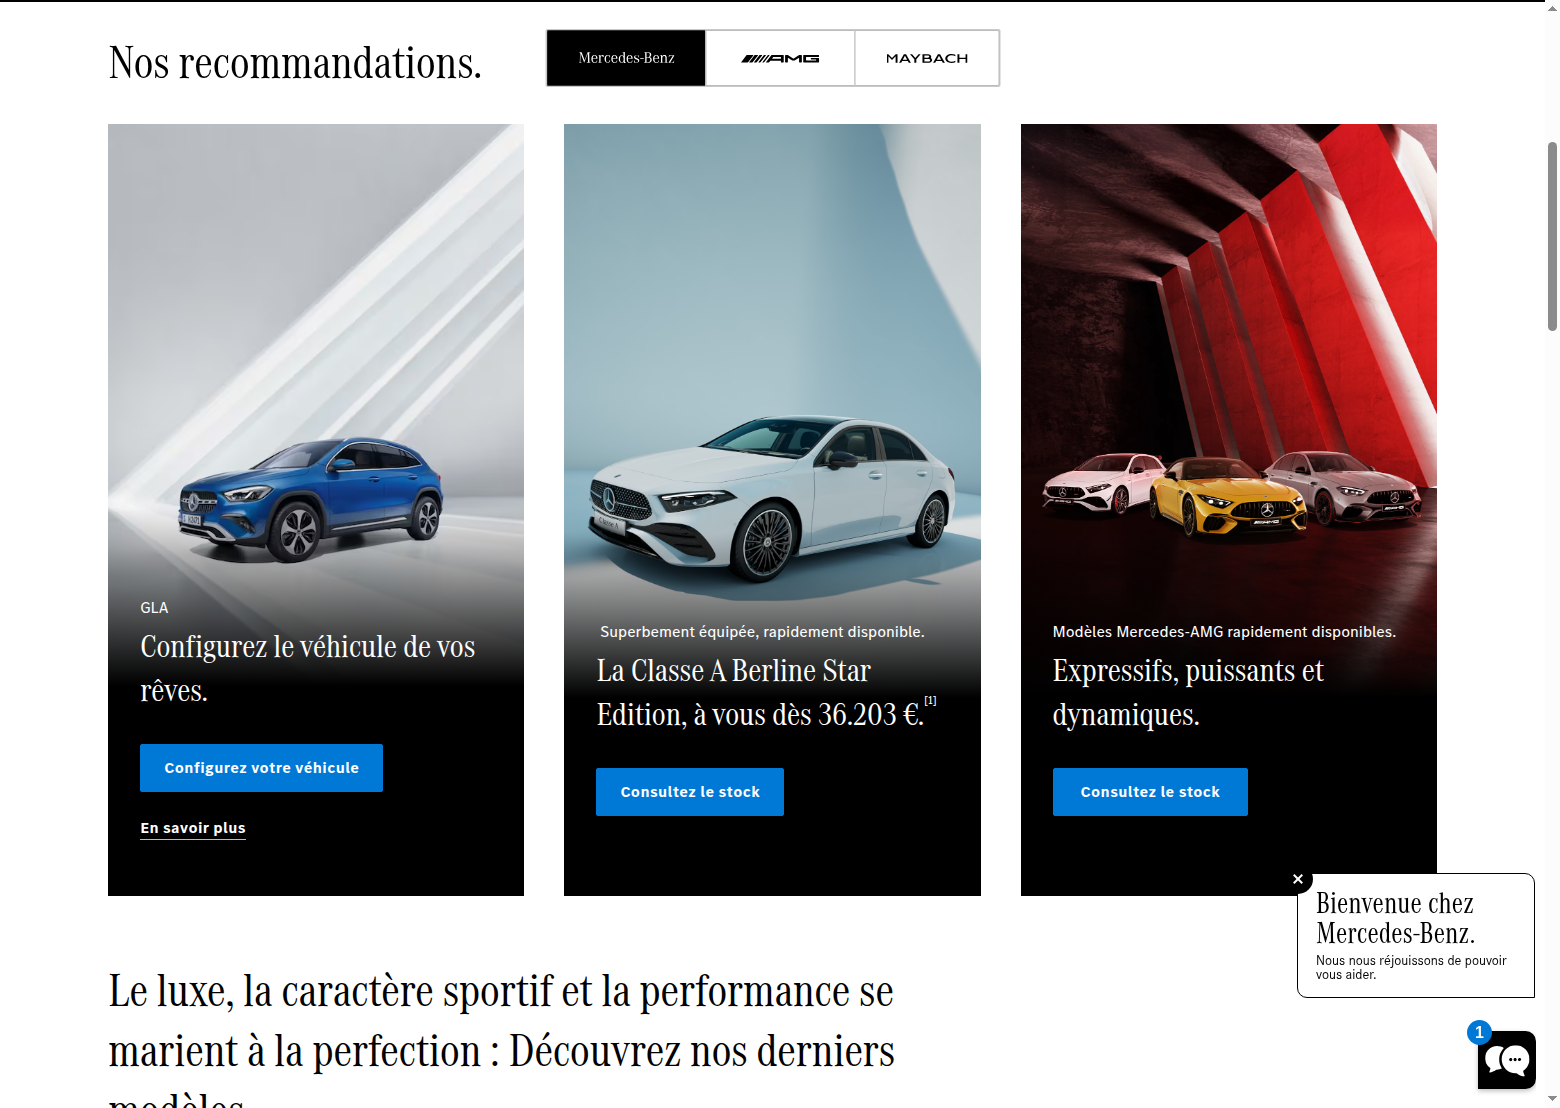 Nos recommandations.
Mercedes-Benz
AMG
MAYBACH
GLA
Configurez le véhicule de vos
rêves.
Configurez votre véhicule
En savoir plus
Superbement équipée, rapidement disponible.
La Classe A Berline Star
Edition, à vous dès 36.203 €.[1]
Consultez le stock
Modèles Mercedes-AMG rapidement disponibles.
Expressifs, puissants et
dynamiques.
Consultez le stock
Bienvenue chez
Mercedes-Benz.
Nous nous réjouissons de pouvoir
vous aider.
1
Le luxe, la caractère sportif et la performance se
marient à la perfection : Découvrez nos derniers
modèles